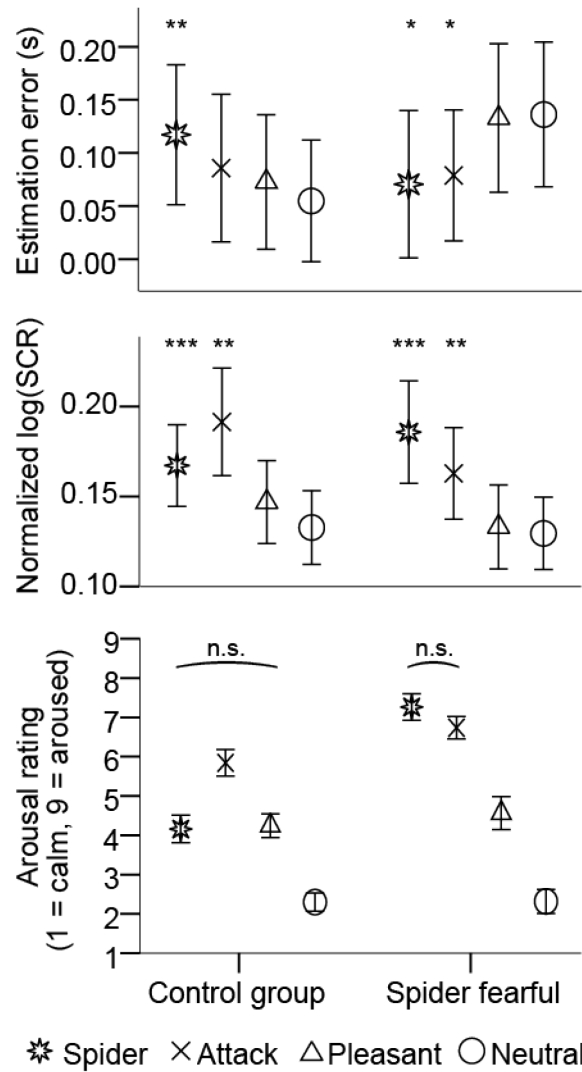 ** * *
Estimation error (s)
0.20
0.15
0.10
0.05
0.00
*** ** *** **
Normalized log(SCR)
0.20
0.15
0.10
n.s. n.s.
Arousal rating
(1 = calm, 9 = aroused)
9
8
7
6
5
4
3
2
1
Control group Spider fearful
Spider Attack Pleasant Neutral